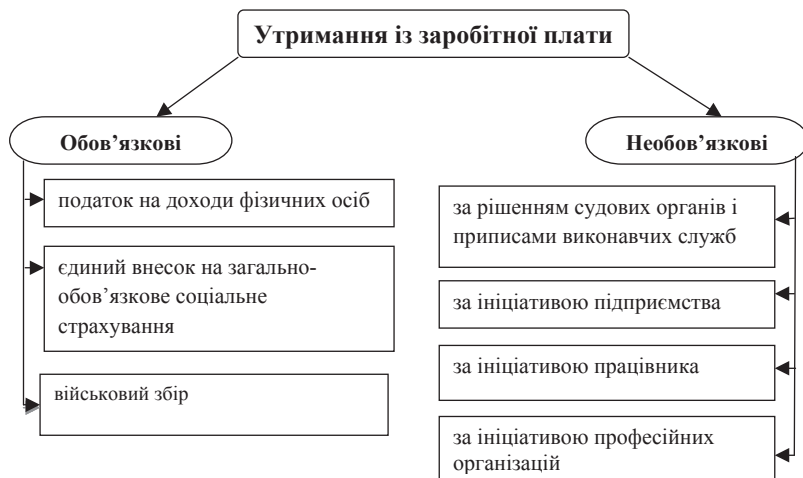 Утримання із заробітної плати
Обов’язкові
податок на доходи фізичних осіб
єдиний внесок на загально-
обов’язкове соціальне
страхування
військовий збір
Необов’язкові
за рішенням судових органів і
приписами виконавчих служб
за ініціативою підприємства
за ініціативою працівника
за ініціативою професійних
організацій